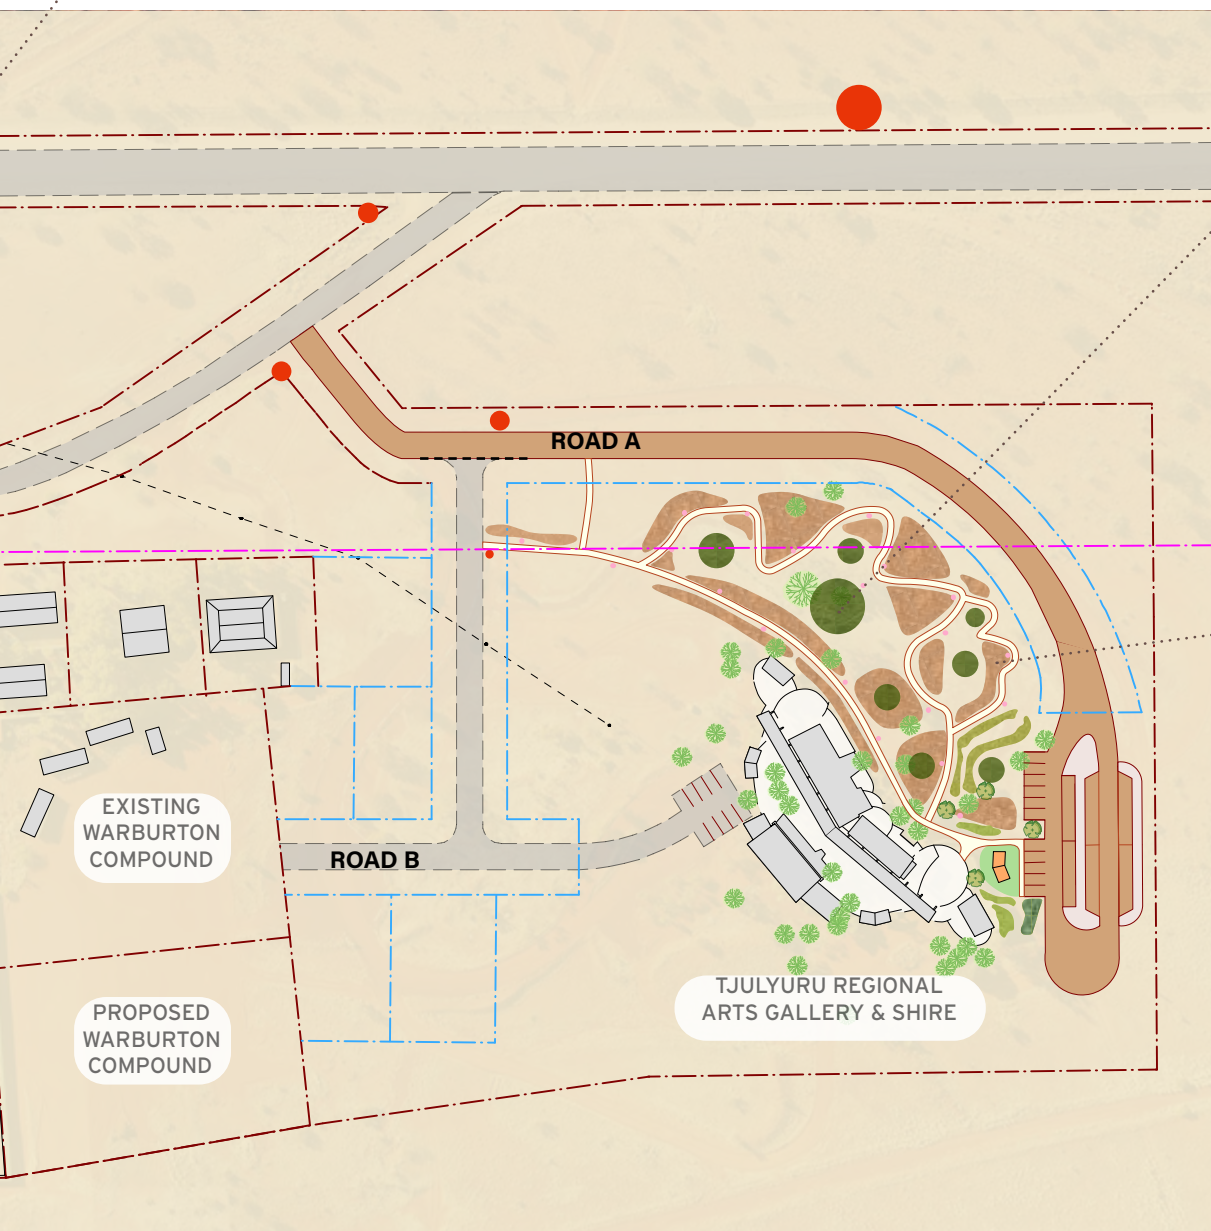 ROAD A
EXISTING
WARBURTON
COMPOUND
ROAD B
TJULYURU REGIONAL
ARTS GALLERY & SHIRE
PROPOSED
WARBURTON
COMPOUND